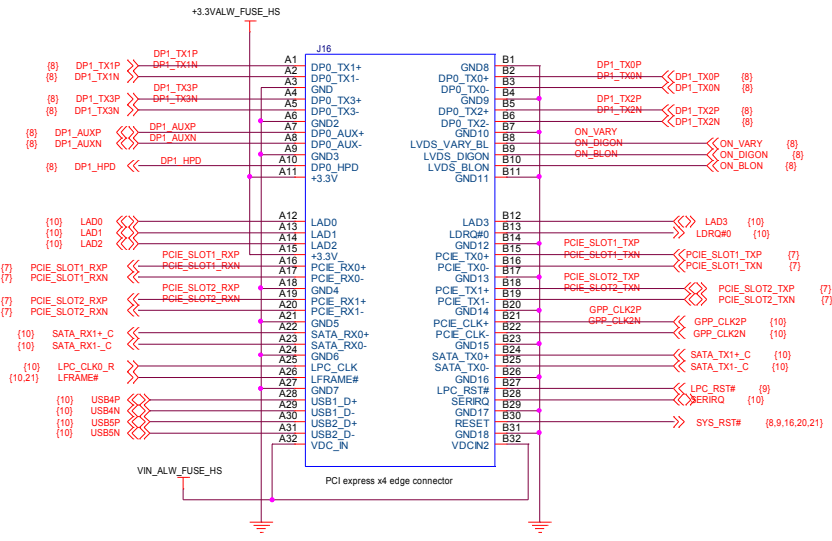 +3.3VALW_FUSE_HS
J16
{8} DP1_TX1P DP1_TX1P A1 DP0_TX1+ GND8 B1
{8} DP1_TX1N DP1_TX1N A2 DP0_TX1- DP0_TX0+ B2 DP1_TX0P DP1_TX0P {8}
A3 GND DP0_TX0- B3 DP1_TX0N DP1_TX0N {8}
{8} DP1_TX3P DP1_TX3P A4 DP0_TX3+ GND9 B4
{8} DP1_TX3N DP1_TX3N A5 DP0_TX3- DP0_TX2+ B5 DP1_TX2P DP1_TX2P {8}
A6 GND2 DP0_TX2- B6 DP1_TX2N DP1_TX2N {8}
{8} DP1_AUXP DP1_AUXP A7 DP0_AUX+ GND10 B7
{8} DP1_AUXN DP1_AUXN A8 DP0_AUX- LVDS_VARY_BL B8 ON_VARY ON_VARY {8}
A9 GND3 LVDS_DIGON B9 ON_DIGON ON_DIGON {8}
{8} DP1_HPD DP1_HPD A10 DP0_HPD LVDS_BLON B10 ON_BLON ON_BLON {8}
A11 +3.3V GND11 B11
{10} LAD0 A12 LAD0 LAD3 B12 LAD3 {10}
{10} LAD1 A13 LAD1 LDRQ#0 B13 LDRQ#0 {10}
{10} LAD2 A14 LAD2 GND12 B14
A15 +3.3V_ PCIE_TX0+ B15 PCIE_SLOT1_TXP PCIE_SLOT1_TXP {7}
{7} PCIE_SLOT1_RXP PCIE_SLOT1_RXP A16 PCIE_RX0+ PCIE_TX0- B16 PCIE_SLOT1_TXN PCIE_SLOT1_TXN {7}
{7} PCIE_SLOT1_RXN PCIE_SLOT1_RXN A17 PCIE_RX0- GND13 B17
A18 GND4 PCIE_TX1+ B18 PCIE_SLOT2_TXP PCIE_SLOT2_TXP {7}
{7} PCIE_SLOT2_RXP PCIE_SLOT2_RXP A19 PCIE_RX1+ PCIE_TX1- B19 PCIE_SLOT2_TXN PCIE_SLOT2_TXN {7}
{7} PCIE_SLOT2_RXN PCIE_SLOT2_RXN A20 PCIE_RX1- GND14 B20
A21 GND5 PCIE_CLK+ B21 GPP_CLK2P GPP_CLK2P {10}
{10} SATA_RX1+_C A22 SATA_RX0+ PCIE_CLK- B22 GPP_CLK2N GPP_CLK2N {10}
{10} SATA_RX1-_C A23 SATA_RX0- GND15 B23
A24 GND6 SATA_TX0+ B24 SATA_TX1+_C {10}
{10} LPC_CLK0_R A25 LPC_CLK SATA_TX0- B25 SATA_TX1-_C {10}
{10,21} LFRAME# A26 LFRAME# GND16 B26
A27 GND7 LPC_RST# B27 LPC_RST# {9}
{10} USB4P A28 USB1_D+ SERIRQ B28 SERIRQ {10}
{10} USB4N A29 USB1_D- GND17 B29
{10} USB5P A30 USB2_D+ RESET B30 SYS_RST# {8,9,16,20,21}
{10} USB5N A31 USB2_D- GND18 B31
A32 VDC_IN VDCIN2 B32
VIN_ALW_FUSE_HS
PCI express x4 edge connector